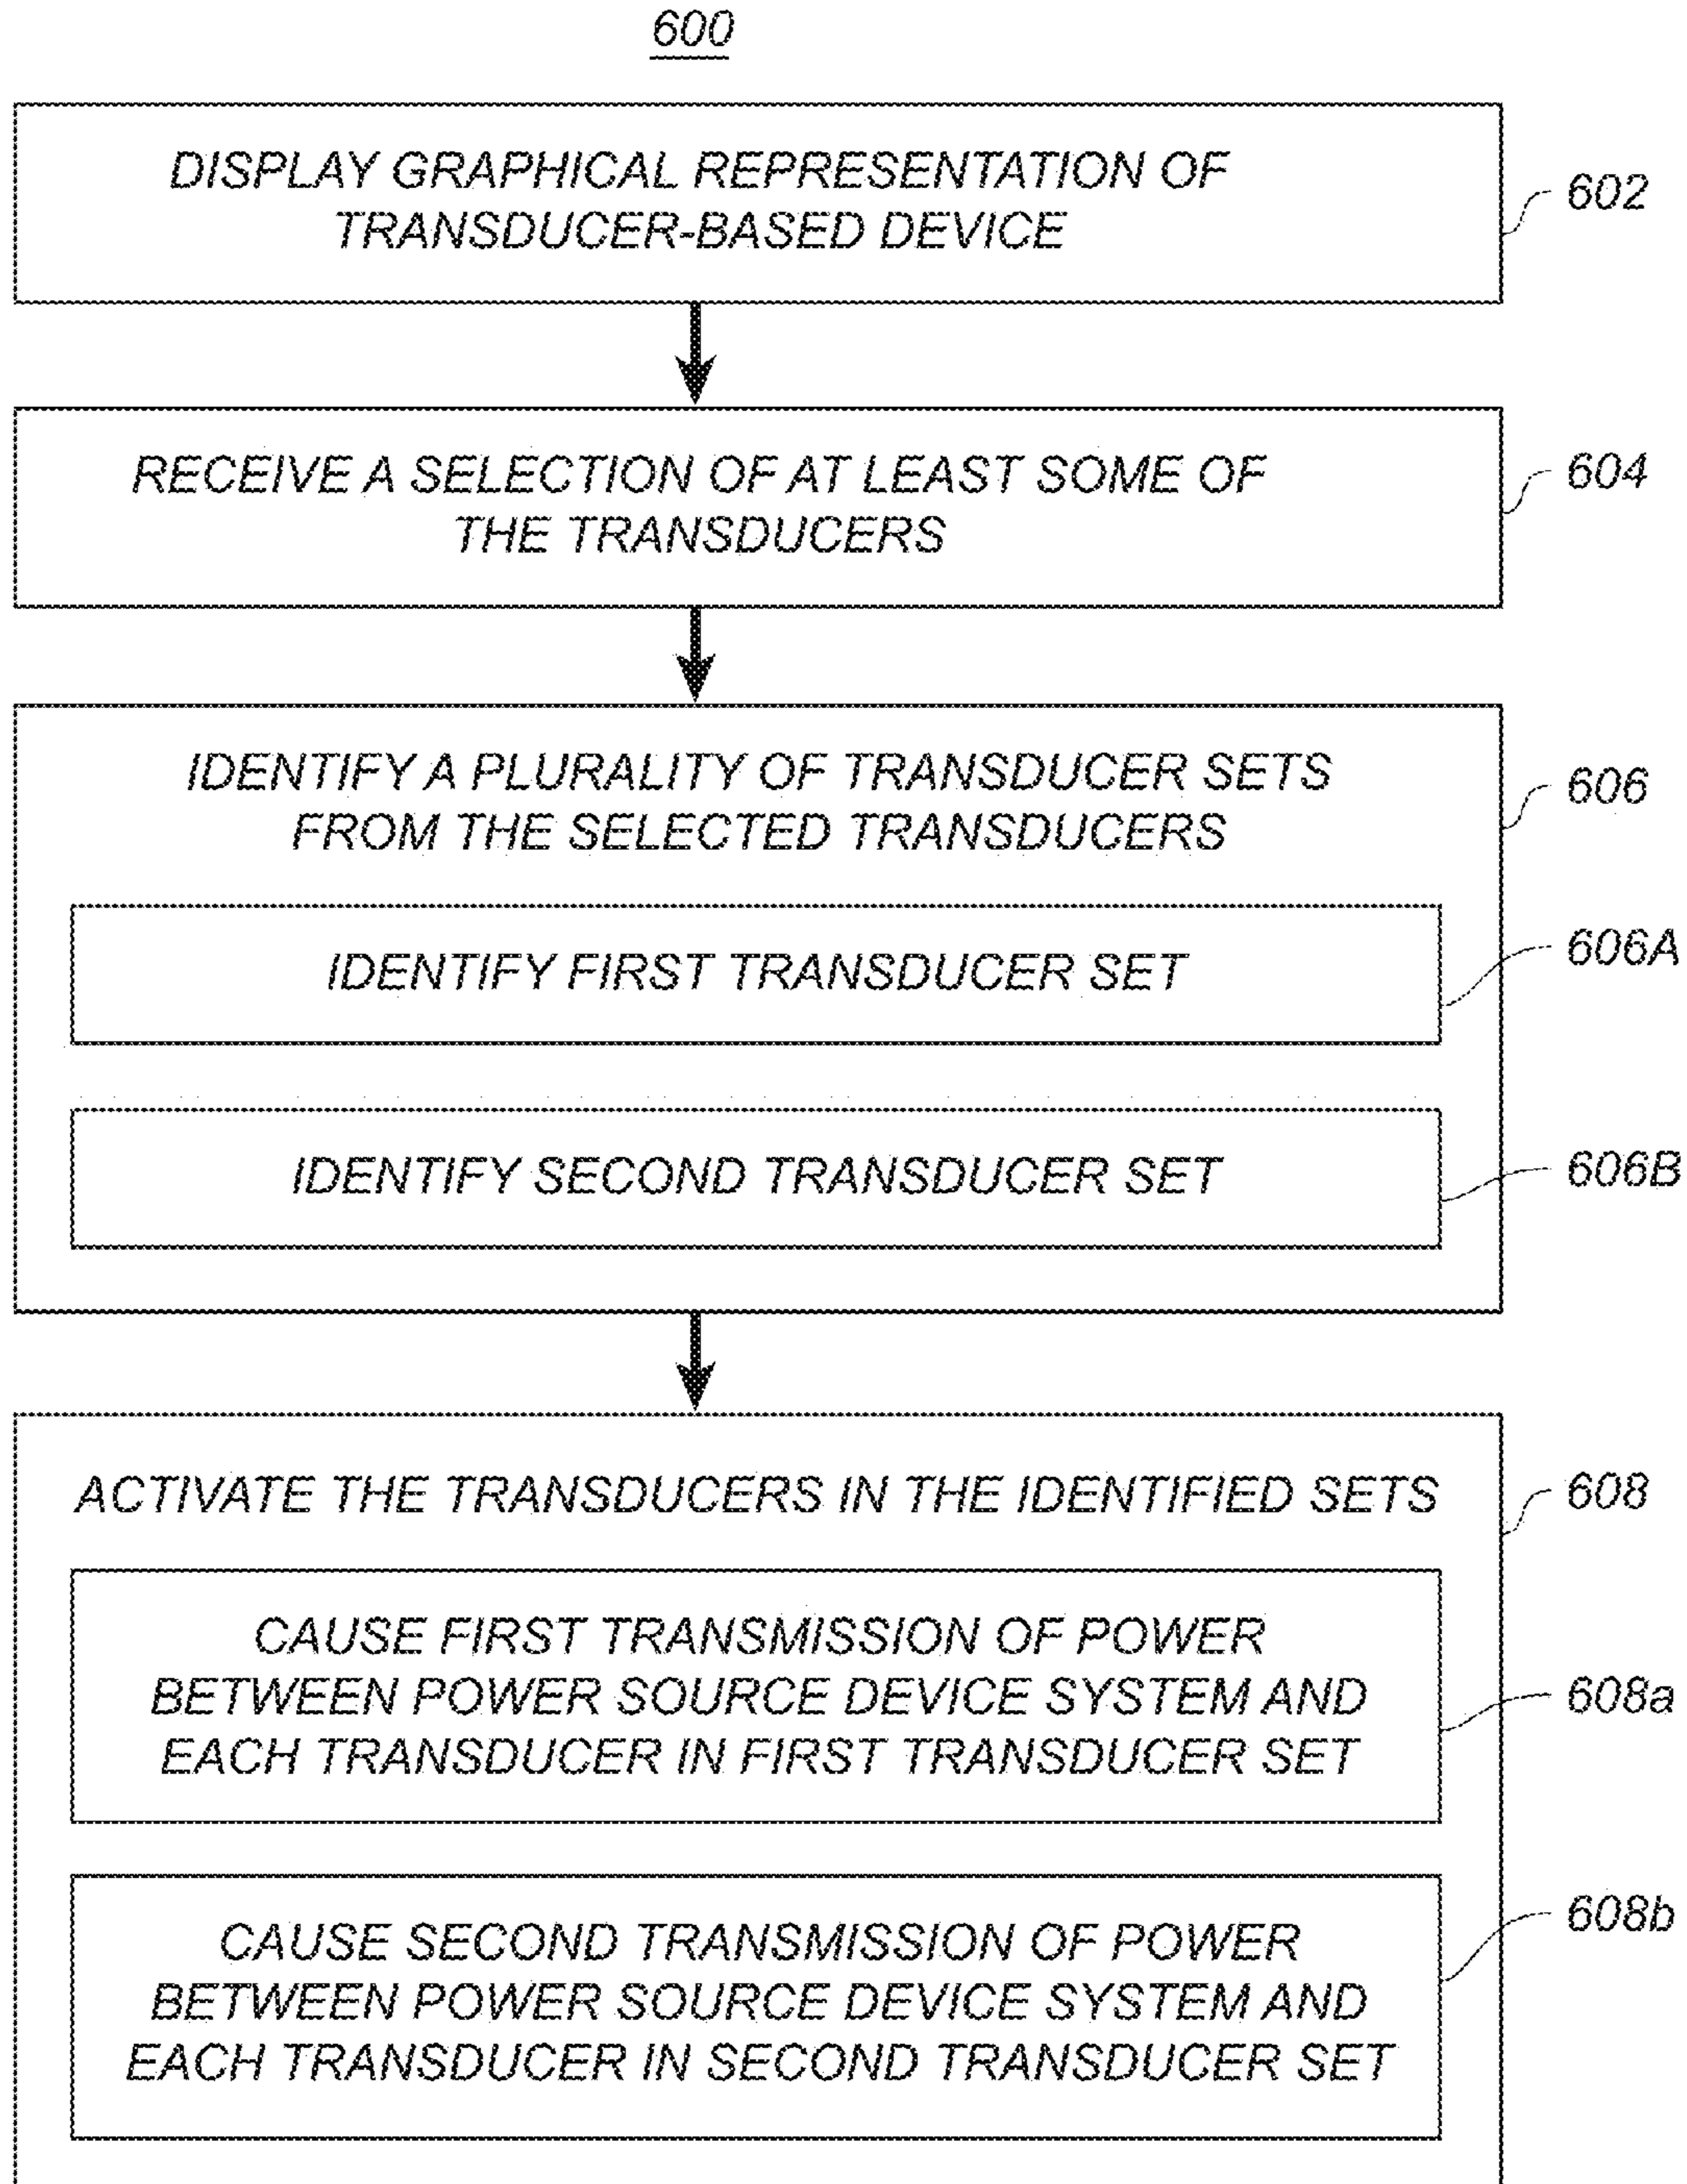 600
DISPLAY GRAPHICAL REPRESENTATION OF
TRANSDUCER-BASED DEVICE
602
RECEIVE A SELECTION OF AT LEAST SOME OF
THE TRANSDUCERS
604
IDENTIFY A PLURALITY OF TRANSDUCER SETS
FROM THE SELECTED TRANSDUCERS
606
IDENTIFY FIRST TRANSDUCER SET
606A
IDENTIFY SECOND TRANSDUCER SET
606B
ACTIVATE THE TRANSDUCERS IN THE IDENTIFIED SETS
608
CAUSE FIRST TRANSMISSION OF POWER
BETWEEN POWER SOURCE DEVICE SYSTEM AND
EACH TRANSDUCER IN FIRST TRANSDUCER SET
608a
CAUSE SECOND TRANSMISSION OF POWER
BETWEEN POWER SOURCE DEVICE SYSTEM AND
EACH TRANSDUCER IN SECOND TRANSDUCER SET
608b